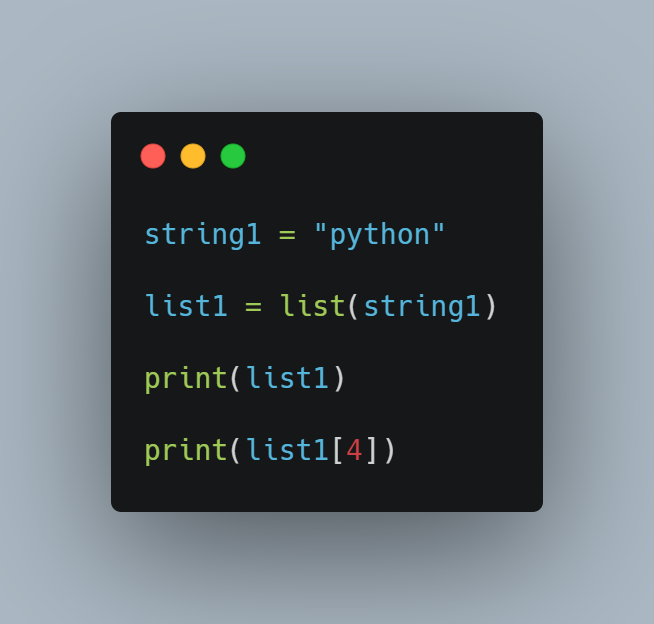 string1 = "python"
list1 = list(string1)
print(list1)
print(list1[4])